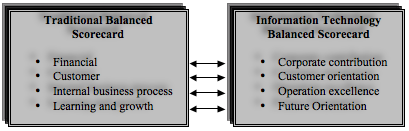 Traditional Balanced
Scorecard
• Financial
• Customer
• Internal business process
• Learning and growth
Information Technology
Balanced Scorecard
• Corporate contribution
• Customer orientation
• Operation excellence
• Future Orientation